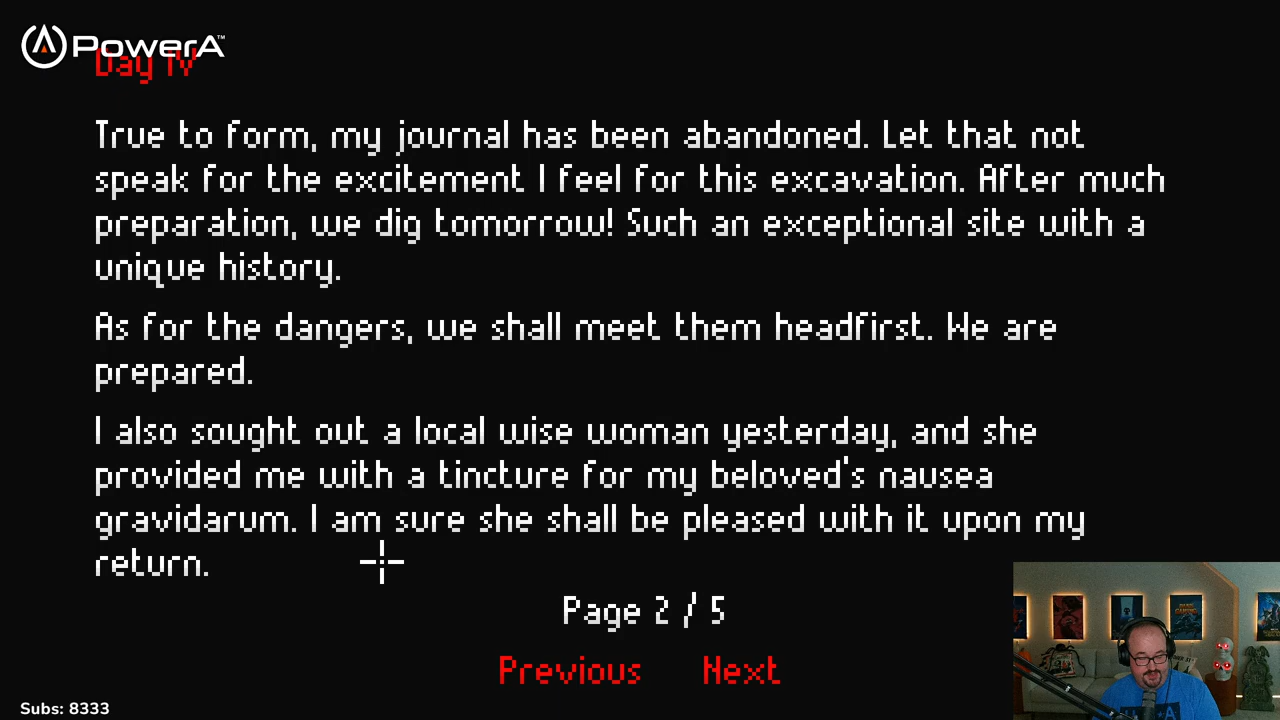 PowerA™
Day IV
True to form, my journal has been abandoned. Let that not
speak for the excitement I feel for this excavation. After much
preparation, we dig tomorrow! Such an exceptional site with a
unique history.
As for the dangers, we shall meet them headfirst. We are
prepared.
I also sought out a local wise woman yesterday, and she
provided me with a tincture for my beloved's nausea
gravidarum. I am sure she shall be pleased with it upon my
return.
Page 2 / 5
Previous Next
Subs: 8333